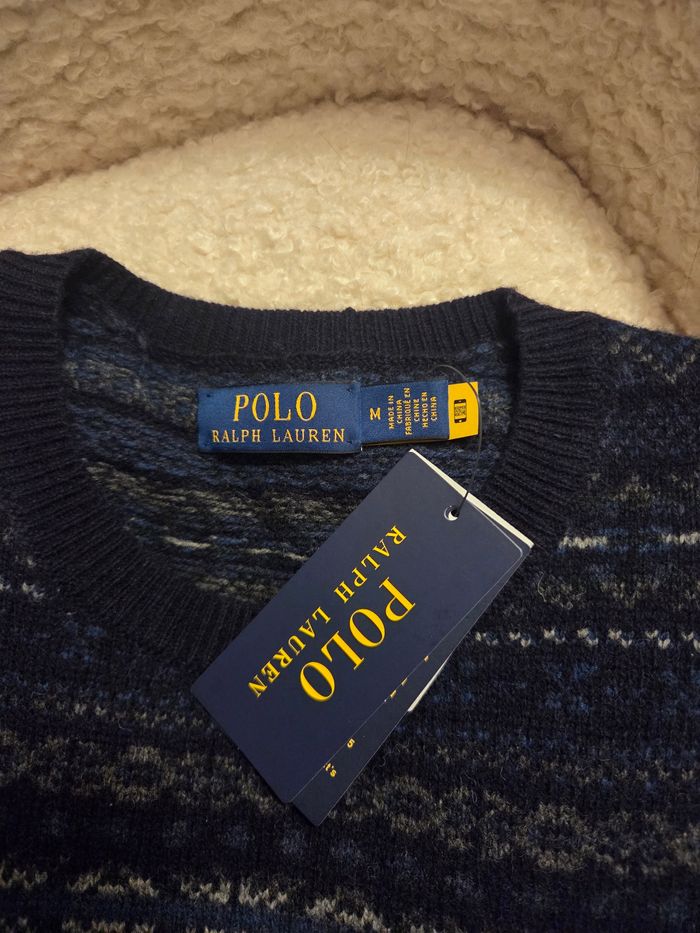 POLO
RALPH LAUREN
M
MADE IN
CHINA
FABRIQUÉ EN
CHINE
HECHO EN
CHINA
POLO
RALPH LAUREN